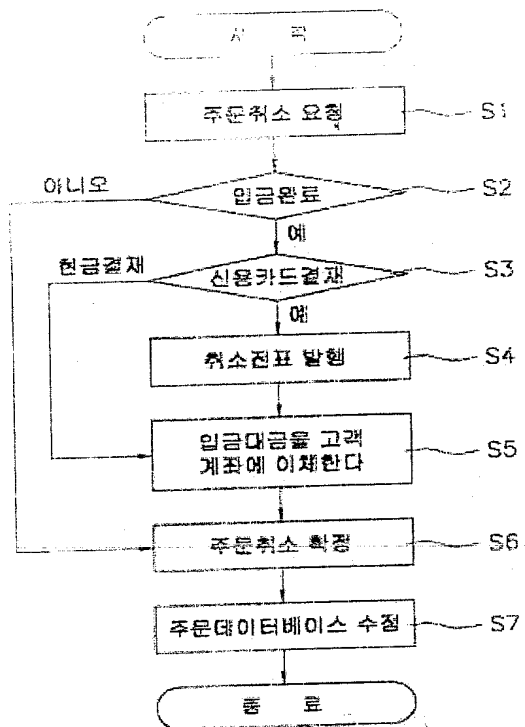 시 작
주문취소 요청
S1
아니오
입금완료
S2
예
현금결재
신용카드결재
S3
예
취소전표 발행
S4
입금대금을 고객
계좌에 이체한다
S5
주문취소 확정
S6
주문데이터베이스 수정
S7
종 료